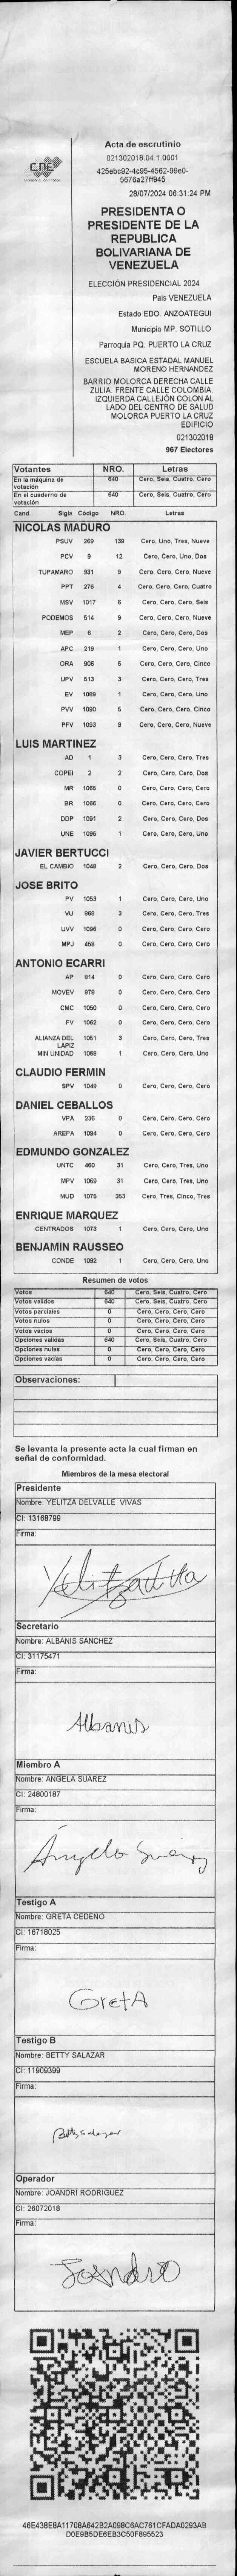 CNE
Acta de escrutinio
021302018.04.1.0001
425ebc92-4c95-4562-99e0-
5676a27ff945
28/07/2024 06:31:24 PM
PRESIDENTA O
PRESIDENTE DE LA
REPUBLICA
BOLIVARIANA DE
VENEZUELA
ELECCIÓN PRESIDENCIAL 2024
Pais VENEZUELA
Estado EDO. ANZOATEGUI
Municipio MP. SOTILLO
Parroquia PQ. PUERTO LA CRUZ
ESCUELA BASICA ESTADAL MANUEL
MORENO HERNANDEZ
BARRIO MOLORCA DERECHA CALLE
ZULIA. FRENTE CALLE COLOMBIA.
IZQUIERDA CALLEJÓN COLON AL
LADO DEL CENTRO DE SALUD
MOLORCA PUERTO LA CRUZ
EDIFICIO
021302018
967 Electores
Votantes NRO. Letras
En la máquina de votación 640 Cero, Seis, Cuatro, Cero
En el cuaderno de votación 640 Cero, Seis, Cuatro, Cero
Cand. Sigla Código NRO. Letras
NICOLAS MADURO
PSUV 269 139 Cero, Uno, Tres, Nueve
PCV 9 12 Cero, Cero, Uno, Dos
TUPAMARO 931 9 Cero, Cero, Cero, Nueve
PPT 276 4 Cero, Cero, Cero, Cuatro
MSV 1017 6 Cero, Cero, Cero, Seis
PODEMOS 514 9 Cero, Cero, Cero, Nueve
MEP 6 2 Cero, Cero, Cero, Dos
APC 219 1 Cero, Cero, Cero, Uno
ORA 906 5 Cero, Cero, Cero, Cinco
UPV 513 3 Cero, Cero, Cero, Tres
EV 1089 1 Cero, Cero, Cero, Uno
PVV 1090 5 Cero, Cero, Cero, Cinco
PFV 1093 9 Cero, Cero, Cero, Nueve
LUIS MARTINEZ
AD 1 3 Cero, Cero, Cero, Tres
COPEI 2 2 Cero, Cero, Cero, Dos
MR 1065 0 Cero, Cero, Cero, Cero
BR 1066 0 Cero, Cero, Cero, Cero
DDP 1091 2 Cero, Cero, Cero, Dos
UNE 1095 1 Cero, Cero, Cero, Uno
JAVIER BERTUCCI
EL CAMBIO 1048 2 Cero, Cero, Cero, Dos
JOSE BRITO
PV 1053 1 Cero, Cero, Cero, Uno
VU 968 3 Cero, Cero, Cero, Tres
UVV 1096 0 Cero, Cero, Cero, Cero
MPJ 458 0 Cero, Cero, Cero, Cero
ANTONIO ECARRI
AP 914 0 Cero, Cero, Cero, Cero
MOVEV 979 0 Cero, Cero, Cero, Cero
CMC 1050 0 Cero, Cero, Cero, Cero
FV 1062 0 Cero, Cero, Cero, Cero
ALIANZA DEL LAPIZ 1051 3 Cero, Cero, Cero, Tres
MIN UNIDAD 1068 1 Cero, Cero, Cero, Uno
CLAUDIO FERMIN
SPV 1049 0 Cero, Cero, Cero, Cero
DANIEL CEBALLOS
VPA 236 0 Cero, Cero, Cero, Cero
AREPA 1094 0 Cero, Cero, Cero, Cero
EDMUNDO GONZALEZ
UNTC 460 31 Cero, Cero, Tres, Uno
MPV 1069 31 Cero, Cero, Tres, Uno
MUD 1075 353 Cero, Tres, Cinco, Tres
ENRIQUE MARQUEZ
CENTRADOS 1073 1 Cero, Cero, Cero, Uno
BENJAMIN RAUSSEO
CONDE 1092 1 Cero, Cero, Cero, Uno
Resumen de votos
Votos 640 Cero, Seis, Cuatro, Cero
Votos validos 640 Cero, Seis, Cuatro, Cero
Votos parciales 0 Cero, Cero, Cero, Cero
Votos nulos 0 Cero, Cero, Cero, Cero
Votos vacios 0 Cero, Cero, Cero, Cero
Opciones validas 640 Cero, Seis, Cuatro, Cero
Opciones nulas 0 Cero, Cero, Cero, Cero
Opciones vacias 0 Cero, Cero, Cero, Cero
Observaciones:
Se levanta la presente acta la cual firman en
señal de conformidad.
Miembros de la mesa electoral
Presidente
Nombre: YELITZA DELVALLE VIVAS
CI: 13168799
Firma:
Secretario
Nombre: ALBANIS SANCHEZ
CI: 31175471
Firma:
Albanis
Miembro A
Nombre: ANGELA SUAREZ
CI: 24800187
Firma:
Testigo A
Nombre: GRETA CEDEÑO
CI: 16718025
Firma:
GretA
Testigo B
Nombre: BETTY SALAZAR
CI: 11909399
Firma:
Betty Salazar
Operador
Nombre: JOANDRI RODRIGUEZ
CI: 26072018
Firma:
46E438E8A11708A642B2A098C6AC761CFADA0293AB
D0E9B5DE6EB3C50F895523